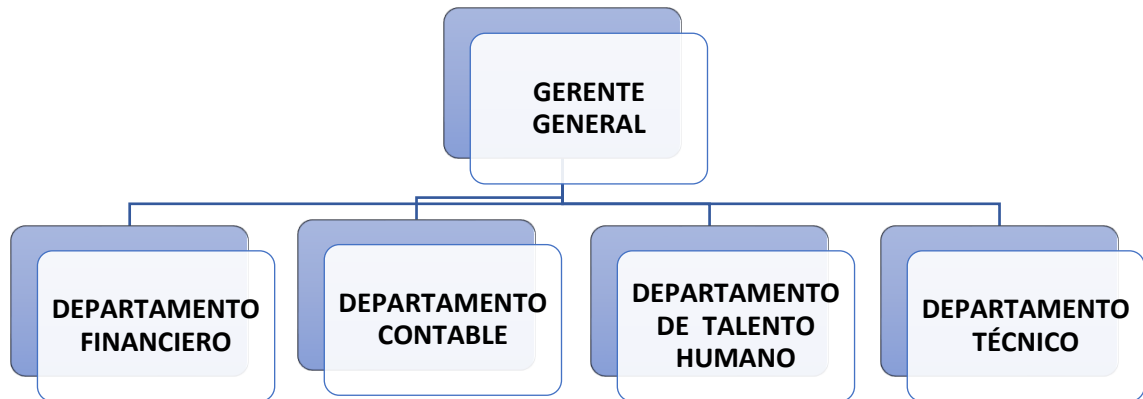 GERENTE
GENERAL
DEPARTAMENTO
FINANCIERO
DEPARTAMENTO
CONTABLE
DEPARTAMENTO
DE TALENTO
HUMANO
DEPARTAMENTO
TÉCNICO